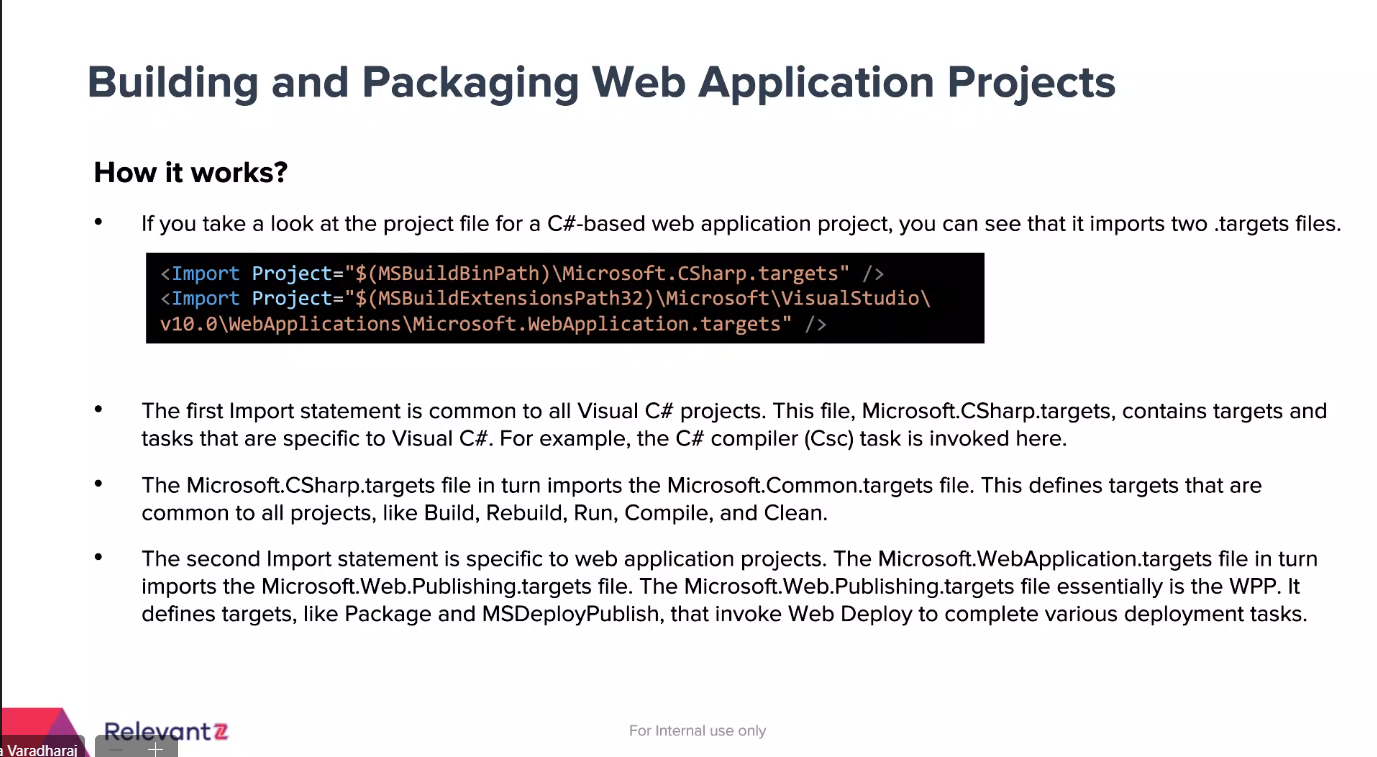 Building and Packaging Web Application Projects
How it works?
• If you take a look at the project file for a C#-based web application project, you can see that it imports two .targets files.
<Import Project="$(MSBuildBinPath)\Microsoft.CSharp.targets" />
<Import Project="$(MSBuildExtensionsPath32)\Microsoft\VisualStudio\
v10.0\WebApplications\Microsoft.WebApplication.targets" />
• The first Import statement is common to all Visual C# projects. This file, Microsoft.CSharp.targets, contains targets and
tasks that are specific to Visual C#. For example, the C# compiler (Csc) task is invoked here.
• The Microsoft.CSharp.targets file in turn imports the Microsoft.Common.targets file. This defines targets that are
common to all projects, like Build, Rebuild, Run, Compile, and Clean.
• The second Import statement is specific to web application projects. The Microsoft.WebApplication.targets file in turn
imports the Microsoft.Web.Publishing.targets file. The Microsoft.Web.Publishing.targets file essentially is the WPP. It
defines targets, like Package and MSDeployPublish, that invoke Web Deploy to complete various deployment tasks.
RelevantZ
For Internal use only
a Varadharaj